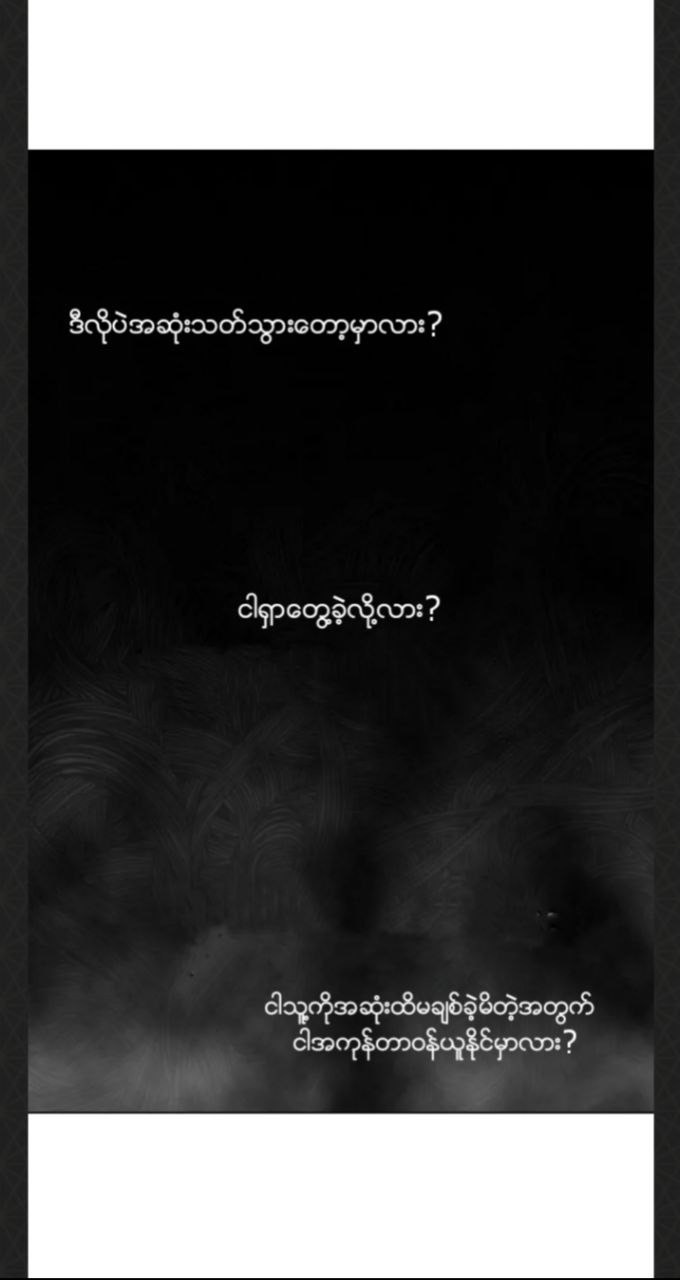 ဒီလိုပဲအဆုံးသတ်သွားတော့မှာလား?
ငါရှာတွေ့ခဲ့လို့လား?
ငါသူ့ကိုအဆုံးထိမချစ်ခဲ့မိတဲ့အတွက်
ငါအကုန်တာဝန်ယူနိုင်မှာလား?